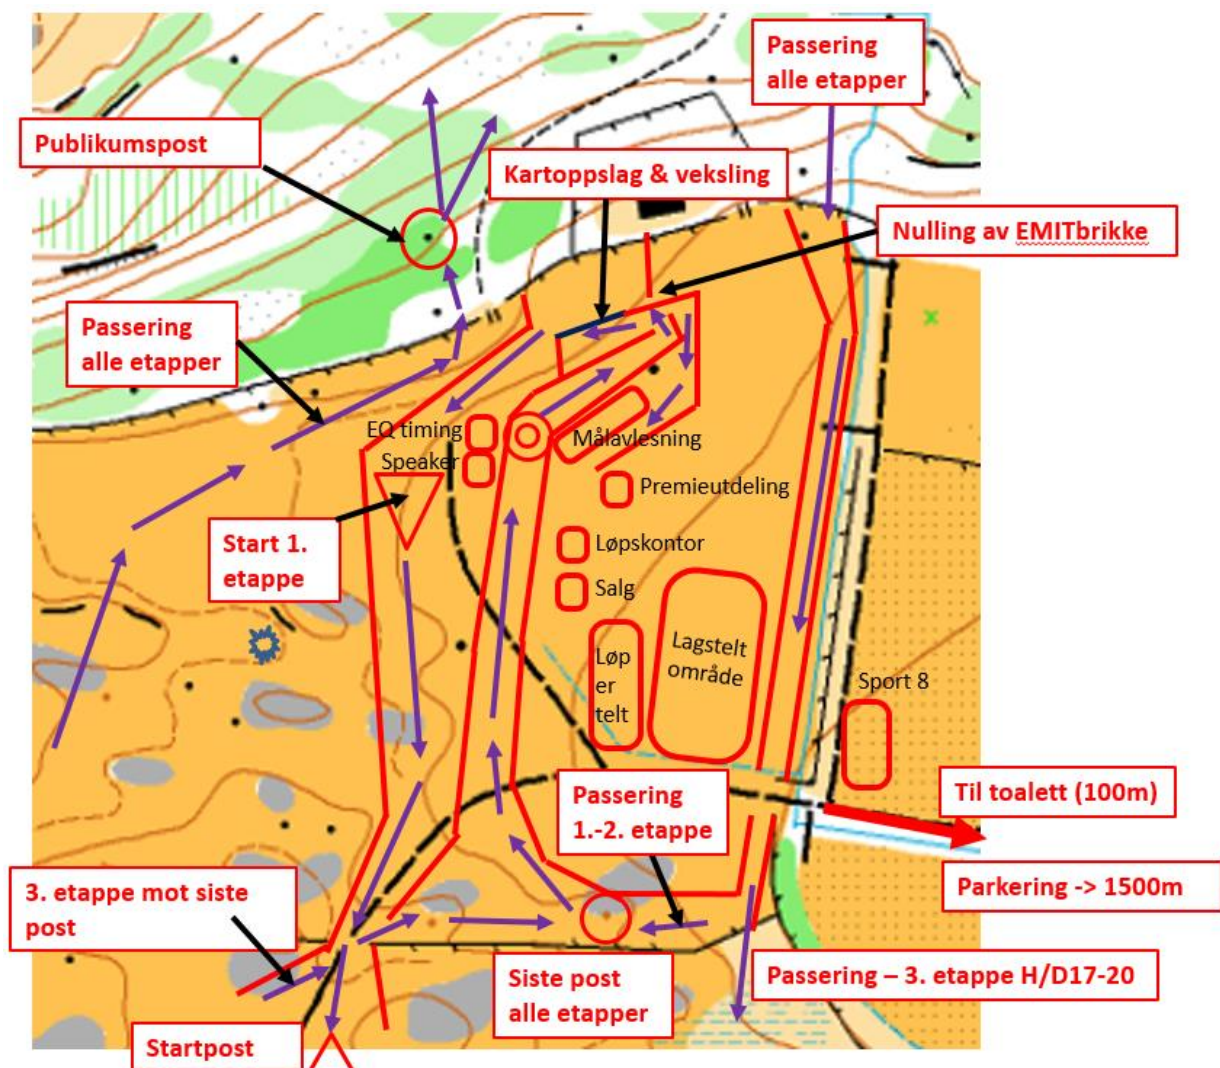 Passering
alle etapper
Publikumspost
Kartoppslag & veksling
Nulling av EMITbrikke
Passering
alle etapper
EQ timing
Målavlesning
Speaker
Premieutdeling
Start 1.
etappe
Løpskontor
Salg
Løp
er
telt
Lagstelt
område
Sport 8
Passering
1.-2. etappe
Til toalett (100m)
Parkering -> 1500m
3. etappe mot siste
post
Siste post
alle etapper
Passering – 3. etappe H/D17-20
Startpost